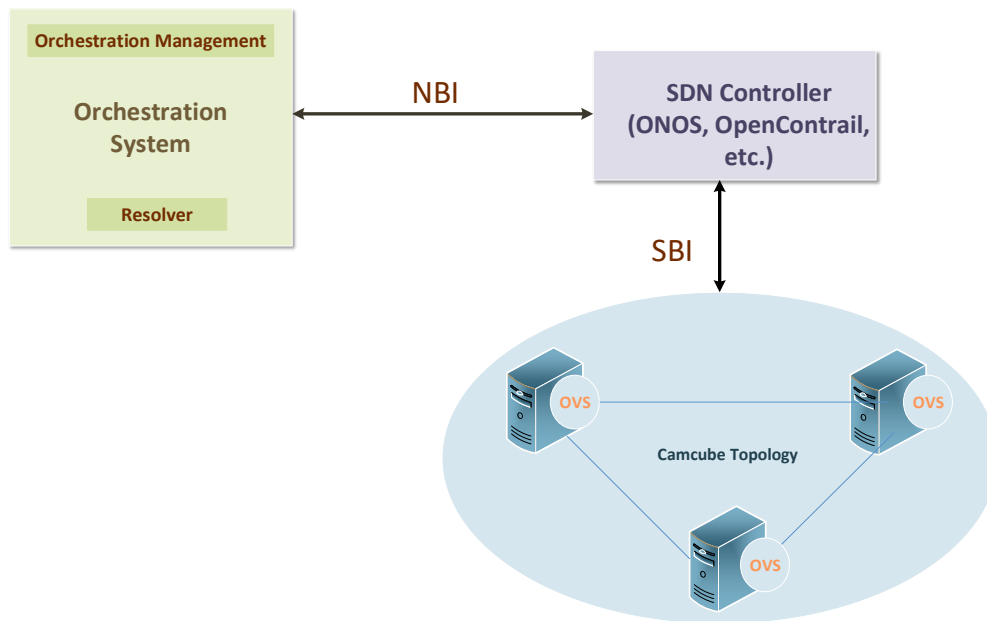 Orchestration Management
Orchestration
System
Resolver
NBI
SDN Controller
(ONOS, OpenContrail,
etc.)
SBI
OVS
OVS
Camcube Topology
OVS